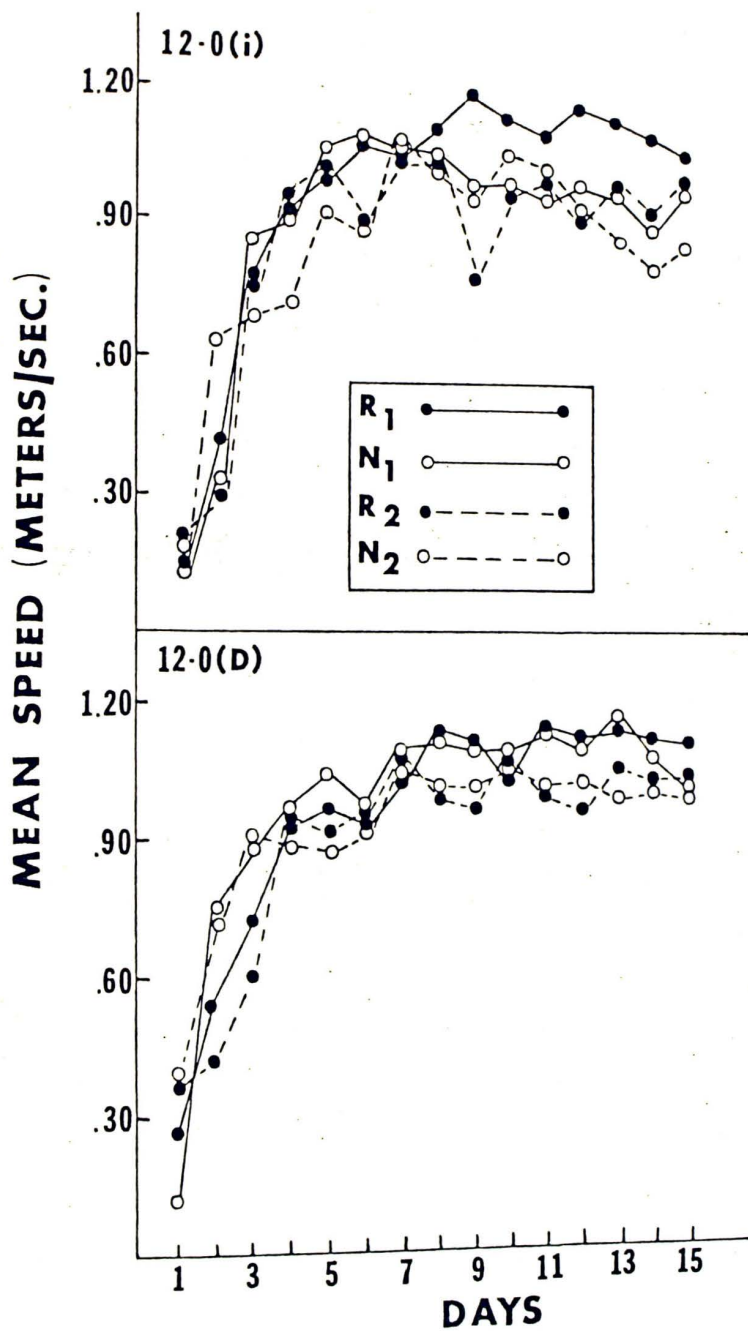 12-0(i)
1.20
.90
.60
.30
R1
N1
R2
N2
MEAN SPEED (METERS/SEC.)
12-0(D)
1.20
.90
.60
.30
1 3 5 7 9 11 13 15
DAYS